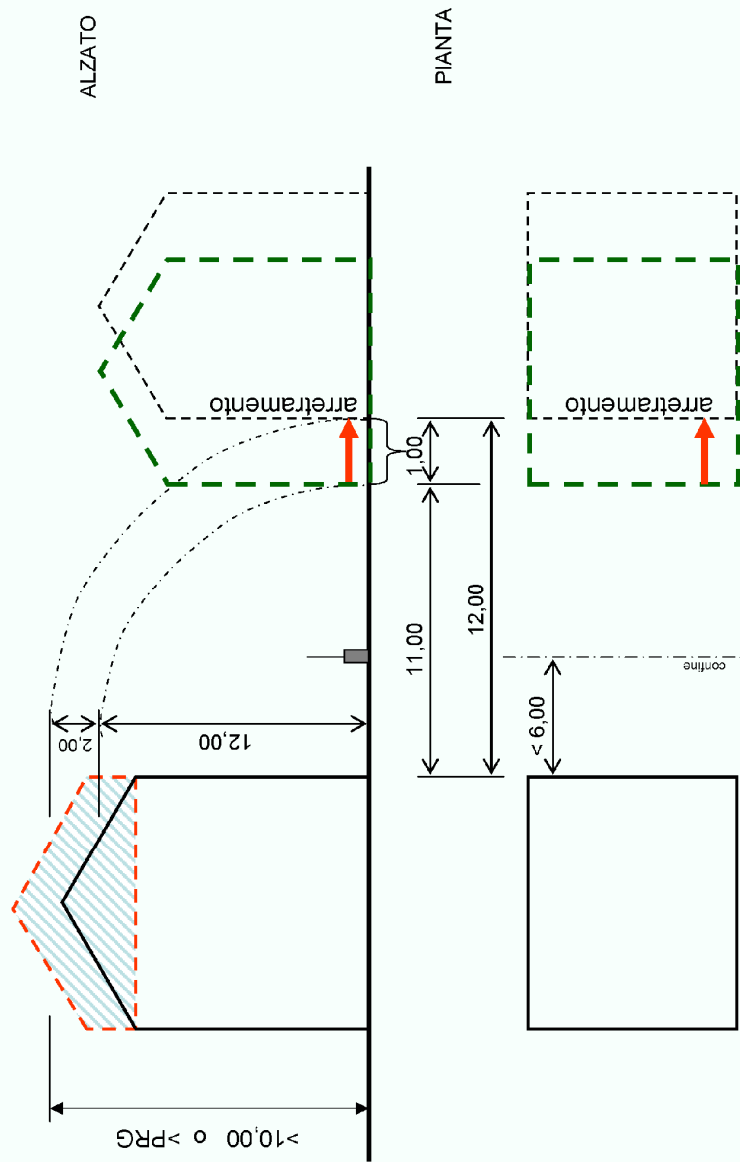 ALZATO
>10,00 o >PRG
2,00
12,00
arretramento
1,00
11,00
12,00
PIANTA
< 6,00
confine
arretramento